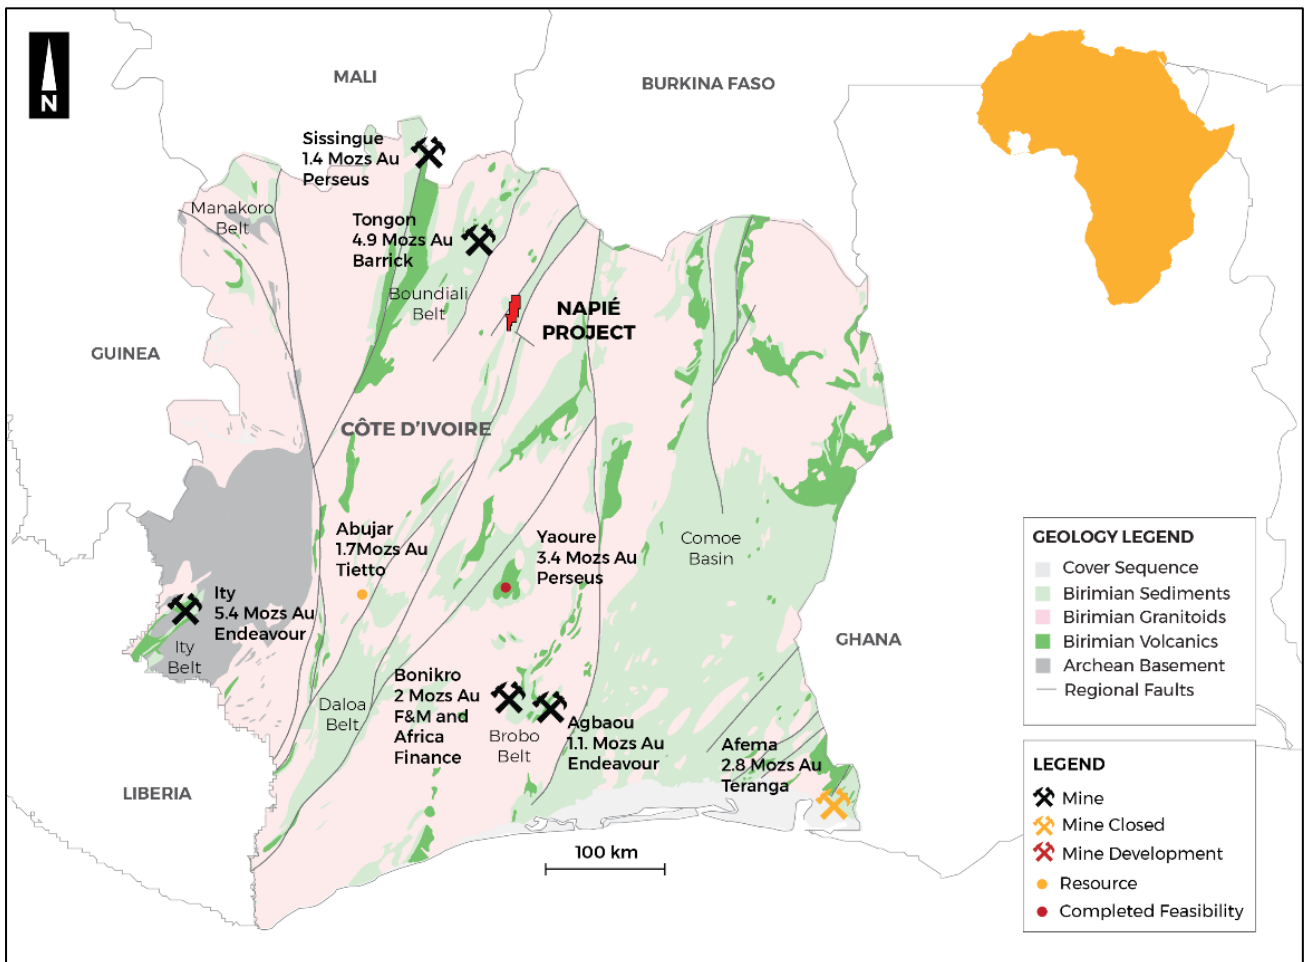 N
MALI
BURKINA FASO
Sissingue
1.4 Mozs Au
Perseus
Manakoro
Belt
Tongon
4.9 Mozs Au
Barrick
Boundiali
Belt
NAPIÉ
PROJECT
GUINEA
CÔTE D'IVOIRE
Abujar
1.7Mozs Au
Tietto
Yaoure
3.4 Mozs Au
Perseus
Comoe
Basin
Ity
5.4 Mozs Au
Endeavour
Ity
Belt
GHANA
Bonikro
2 Mozs Au
F&M and
Africa
Finance
Daloa
Belt
Brobo
Belt
Agbaou
1.1. Mozs Au
Endeavour
Afema
2.8 Mozs Au
Teranga
LIBERIA
100 km
GEOLOGY LEGEND
Cover Sequence
Birimian Sediments
Birimian Granitoids
Birimian Volcanics
Archean Basement
Regional Faults
LEGEND
Mine
Mine Closed
Mine Development
Resource
Completed Feasibility